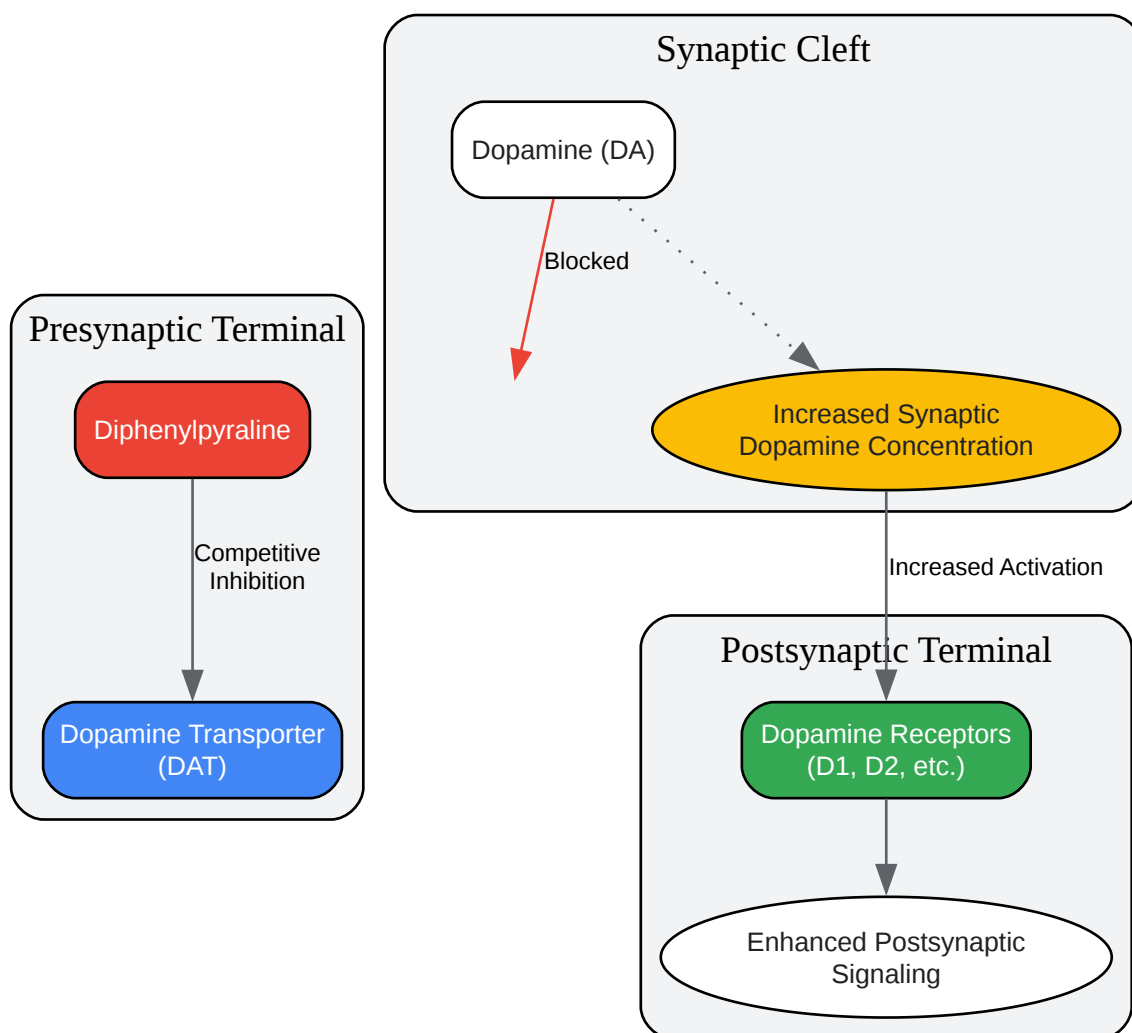 Synaptic Cleft
Dopamine (DA)
Blocked
Increased Synaptic
Dopamine Concentration
Presynaptic Terminal
Diphenylpyraline
Competitive
Inhibition
Dopamine Transporter
(DAT)
Increased Activation
Postsynaptic Terminal
Dopamine Receptors
(D1, D2, etc.)
Enhanced Postsynaptic
Signaling